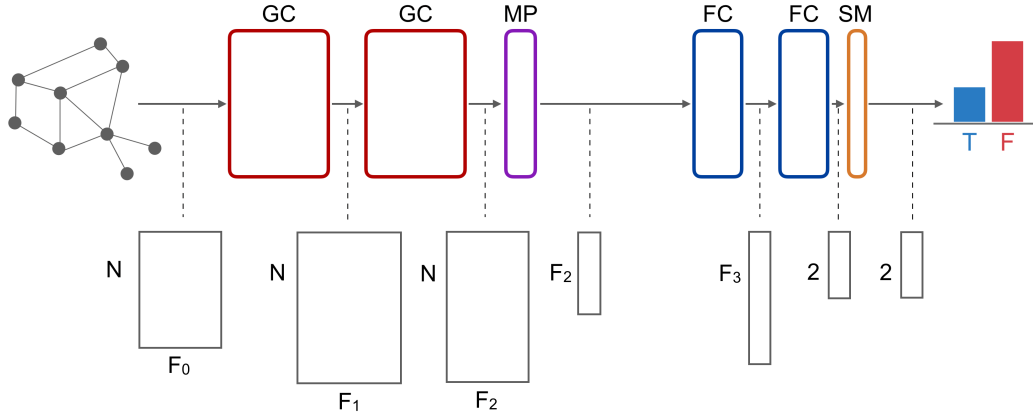 GC GC MP FC FC SM
T F
N N N F₂ F₃ 2 2
F₀ F₁ F₂